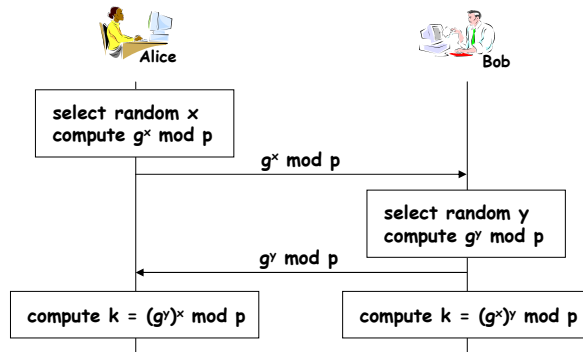 Alice
Bob
select random x
compute gˣ mod p
gˣ mod p
select random y
compute gʸ mod p
gʸ mod p
compute k = (gʸ)ˣ mod p
compute k = (gˣ)ʸ mod p